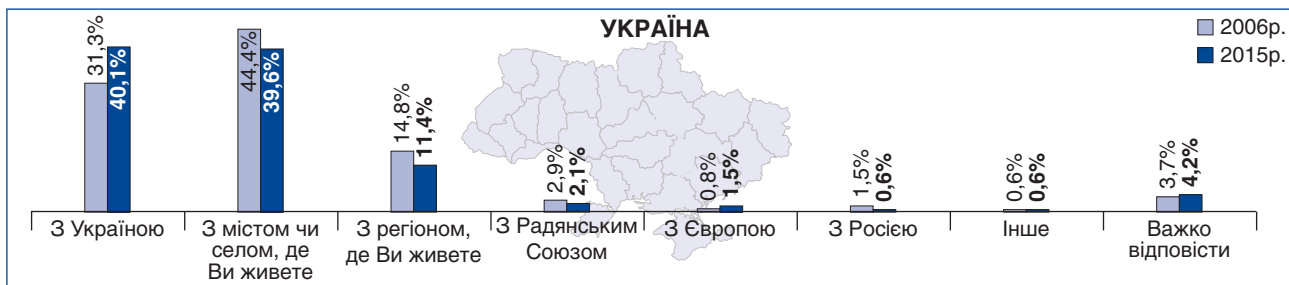 УКРАЇНА
2006р.
2015р.
31,3%
40,1%
44,4%
39,6%
14,8%
11,4%
2,9%
2,1%
0,8%
1,5%
1,5%
0,6%
0,6%
0,6%
3,7%
4,2%
З Україною
З містом чи
селом, де
Ви живете
З регіоном,
де Ви живете
З Радянським
Союзом
З Європою
З Росією
Інше
Важко
відповісти